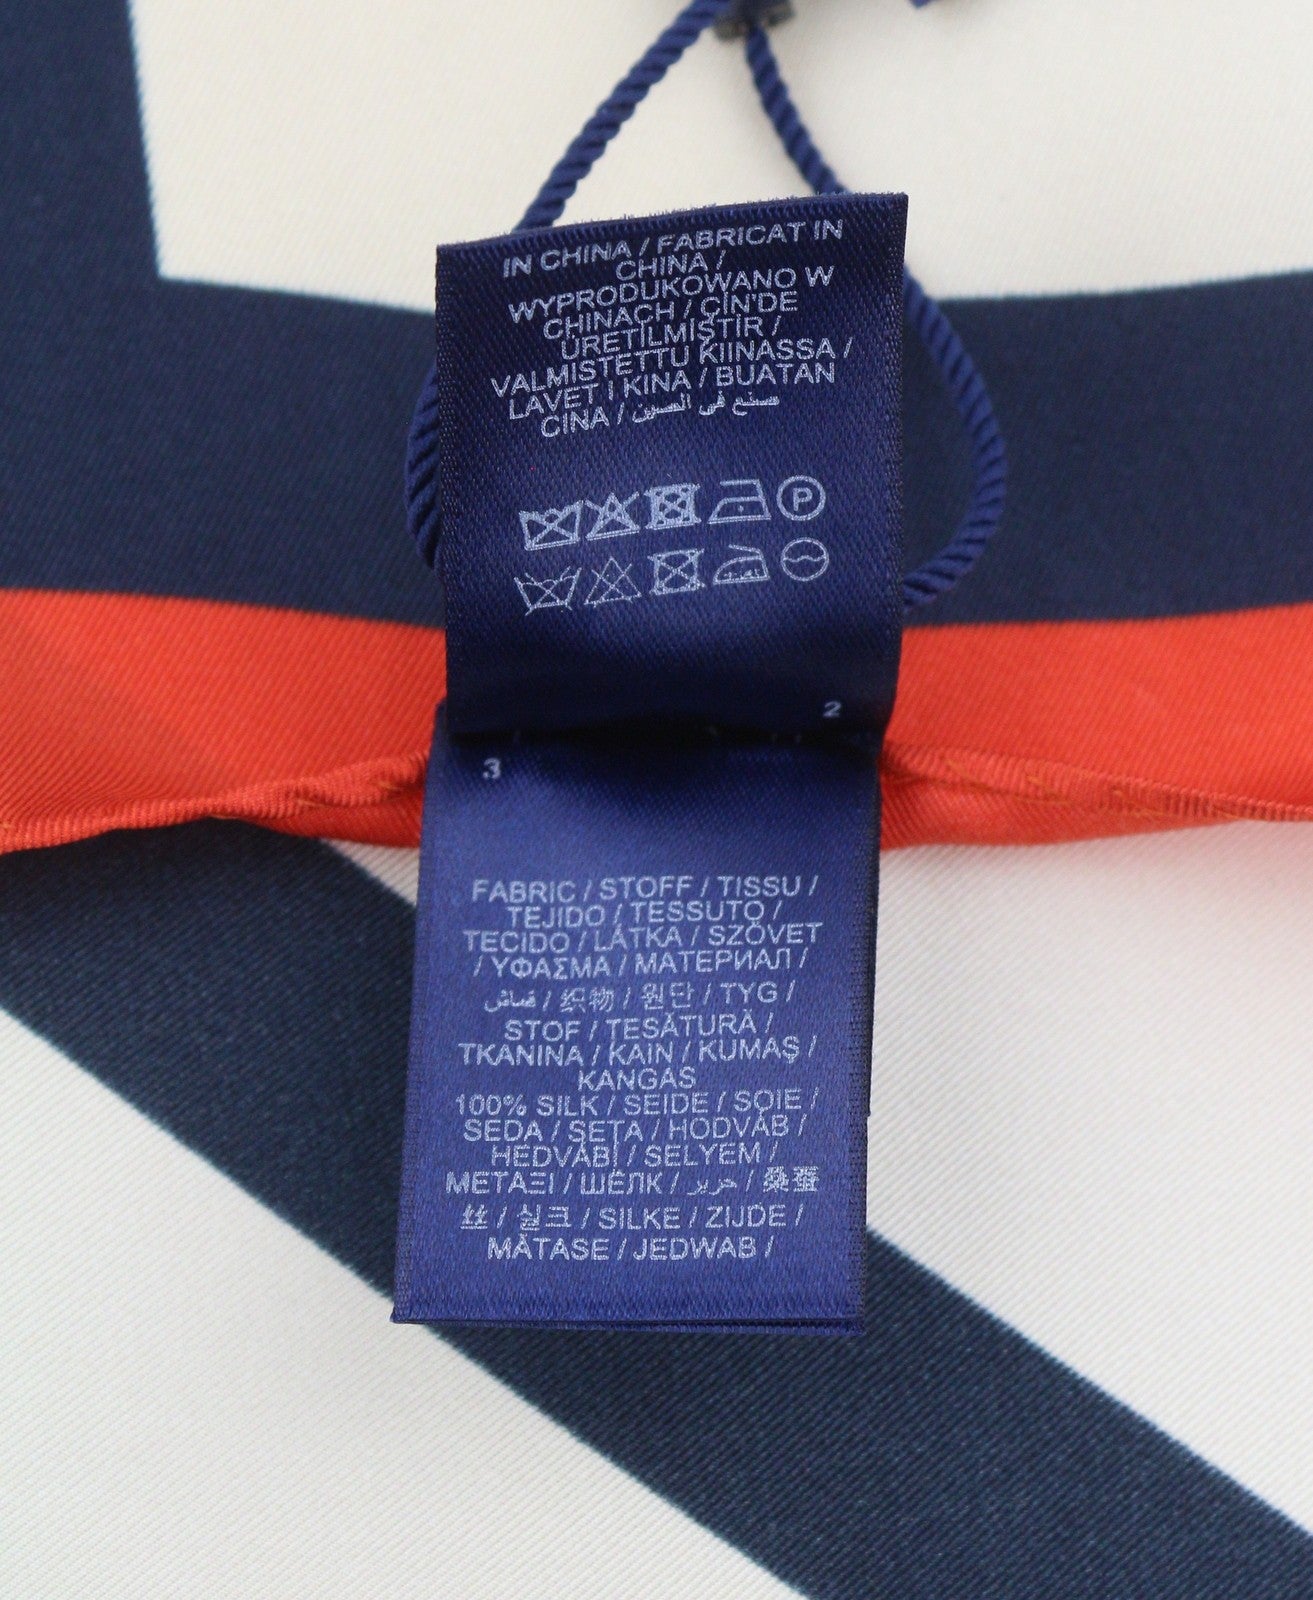 IN CHINA / FABRICAT IN
CHINA /
WYPRODUKOWANO W
CHINACH / ÇİN'DE
ÜRETİLMİŞTİR /
VALMISTETTU KIINASSA /
LAVET I KINA / BUATAN
CINA / صنع في الصين
P
2
3
FABRIC / STOFF / TISSU /
TEJIDO / TESSUTO /
TECIDO / LÁTKA / SZÖVET
/ ΥΦΑΣΜΑ / МАТЕРИАЛ /
قماش / 织物 / 원단 / TYG /
STOF / TESĂTURĂ /
TKANINA / KAIN / KUMAŞ /
KANGAS
100% SILK / SEIDE / SOIE /
SEDA / SETA / HODVÁB /
HEDVÁBÍ / SELYEM /
ΜΕΤΑΞΙ / ШЁЛК / حرير / 桑蚕
丝 / 실크 / SILKE / ZIJDE /
MĂTASE / JEDWAB /